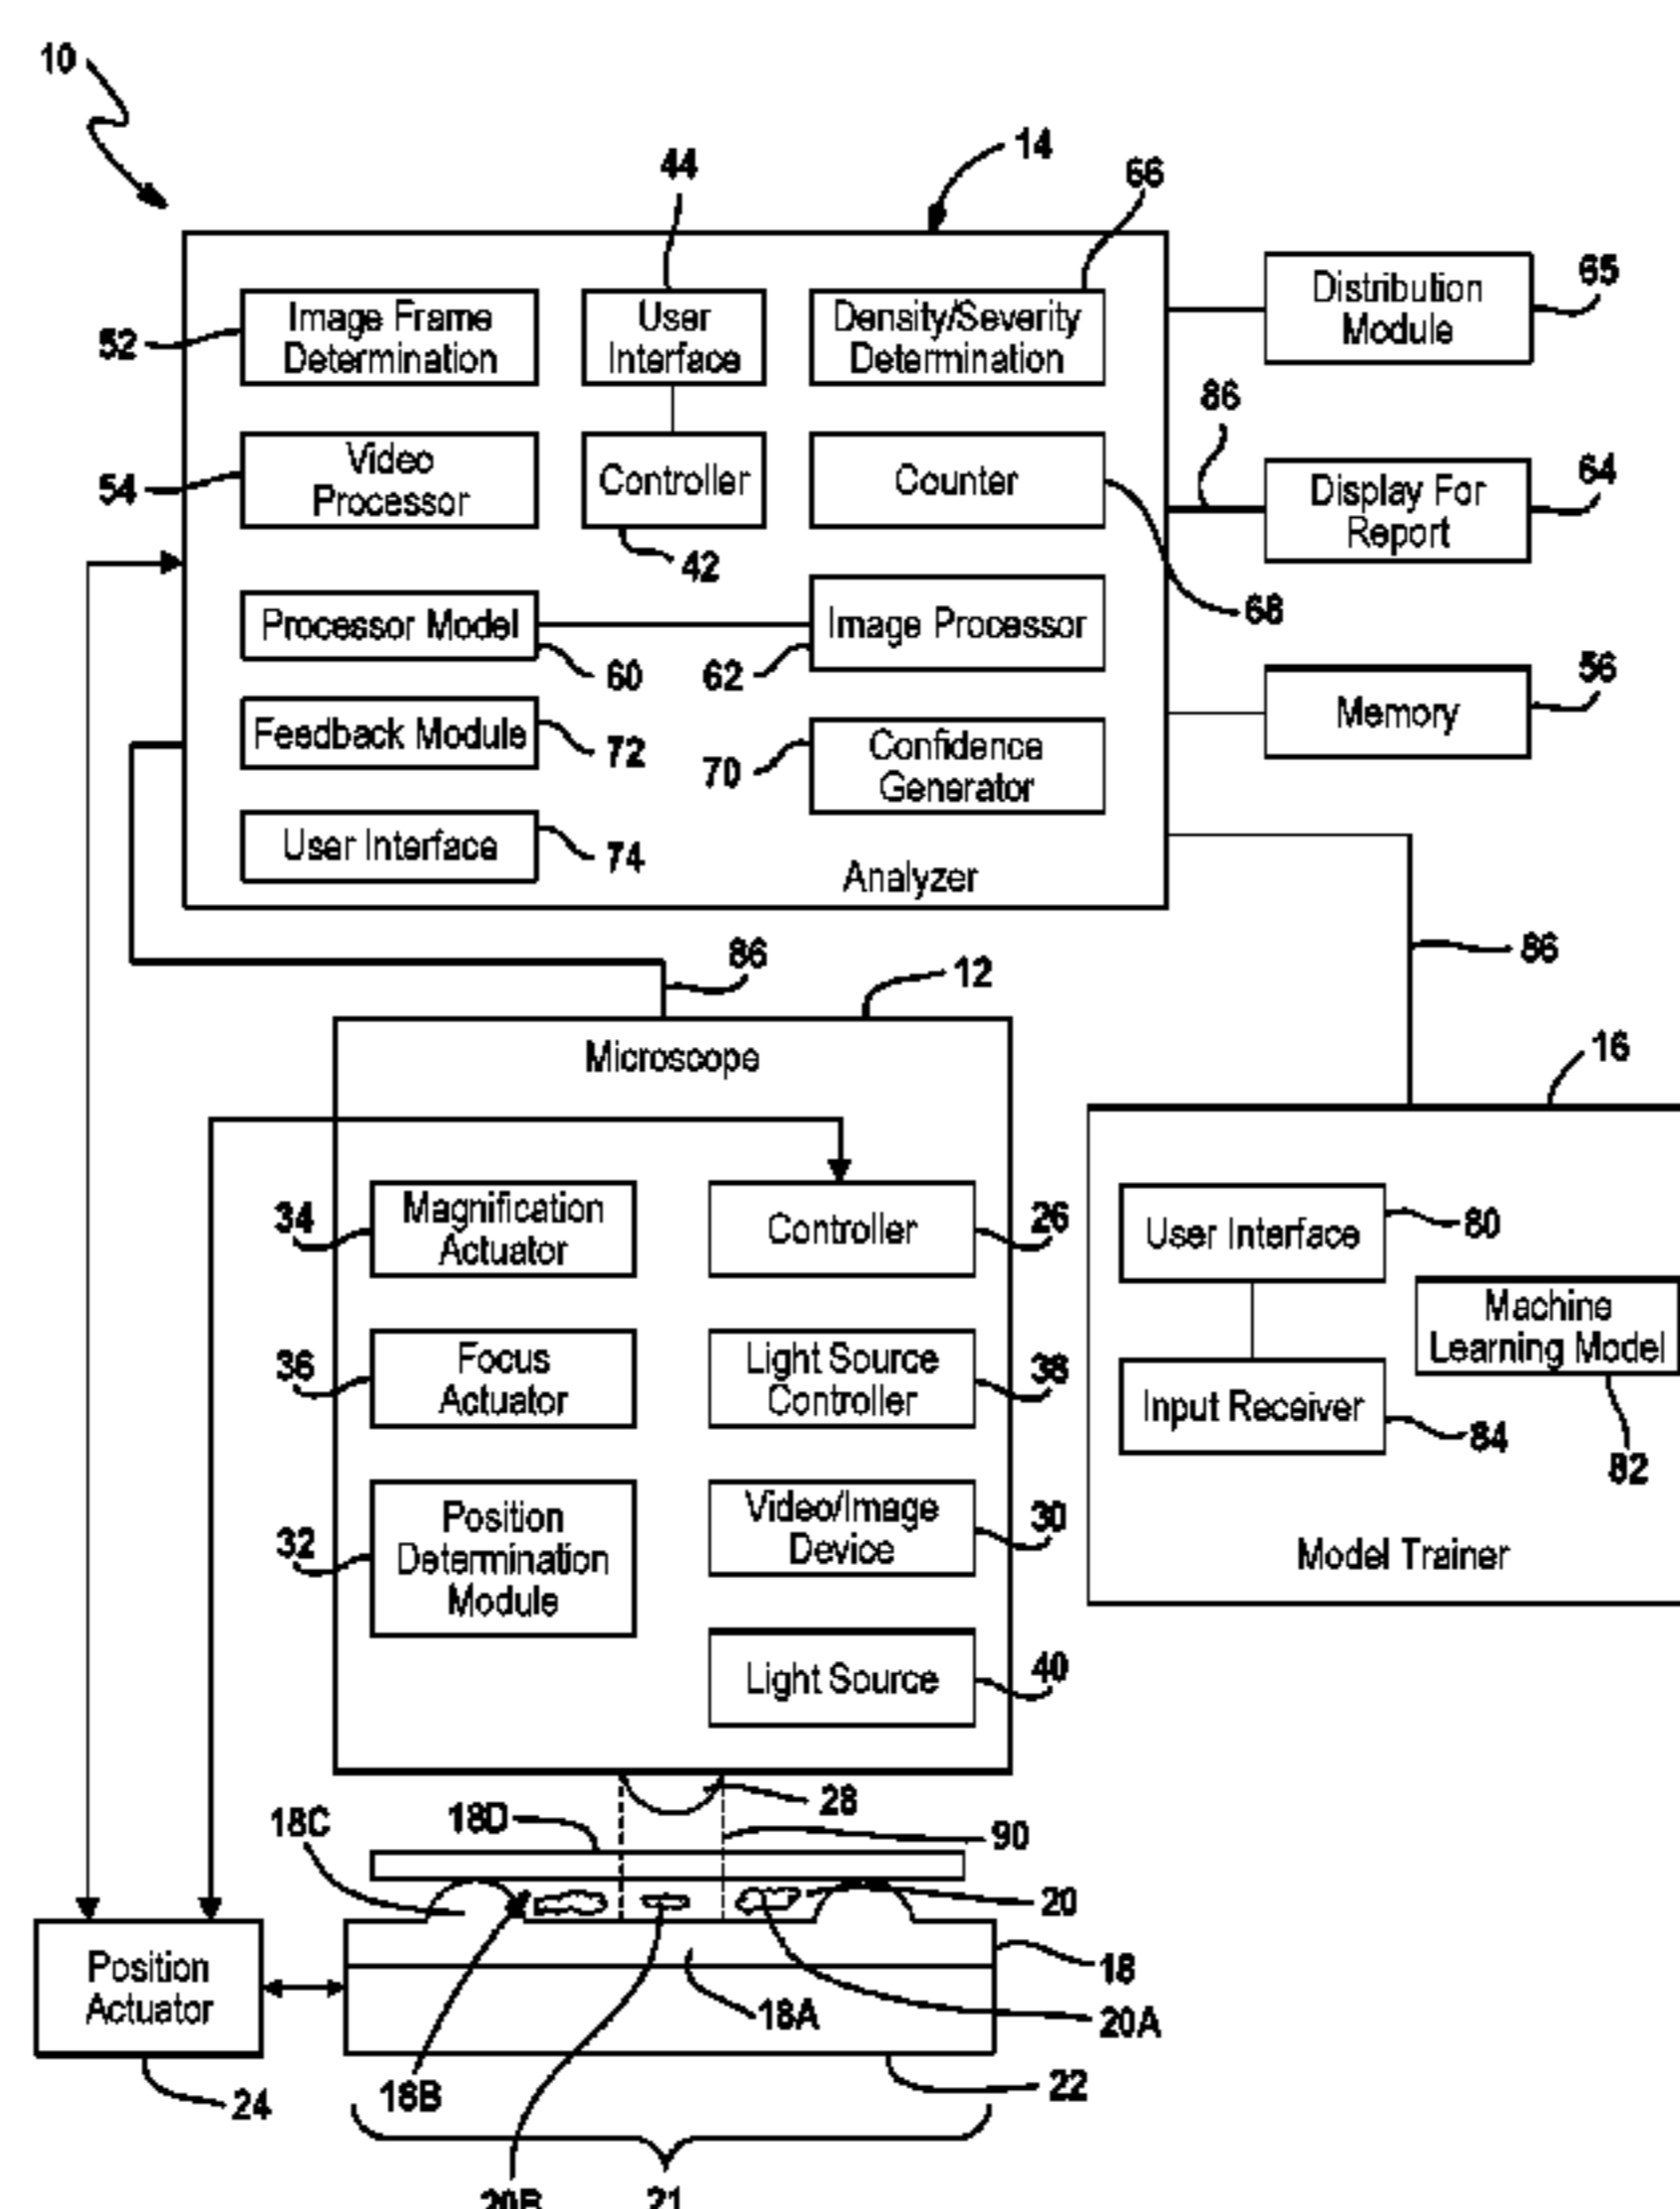 10
14
44
66
52
Image Frame
Determination
User
Interface
Density/Severity
Determination
Distribution
Module
65
54
Video
Processor
Controller
42
Counter
68
86
Display For
Report
64
Processor Model
60
62
Image Processor
Memory
56
Feedback Module
72
70
Confidence
Generator
User Interface
74
Analyzer
86
12
86
Microscope
16
34
Magnification
Actuator
Controller
26
User Interface
80
36
Focus
Actuator
Light Source
Controller
38
Machine
Learning Model
82
Input Receiver
84
32
Position
Determination
Module
Video/Image
Device
30
Model Trainer
Light Source
40
28
18C
18D
90
20
Position
Actuator
18
18A
20A
24
18B
22
20B
21